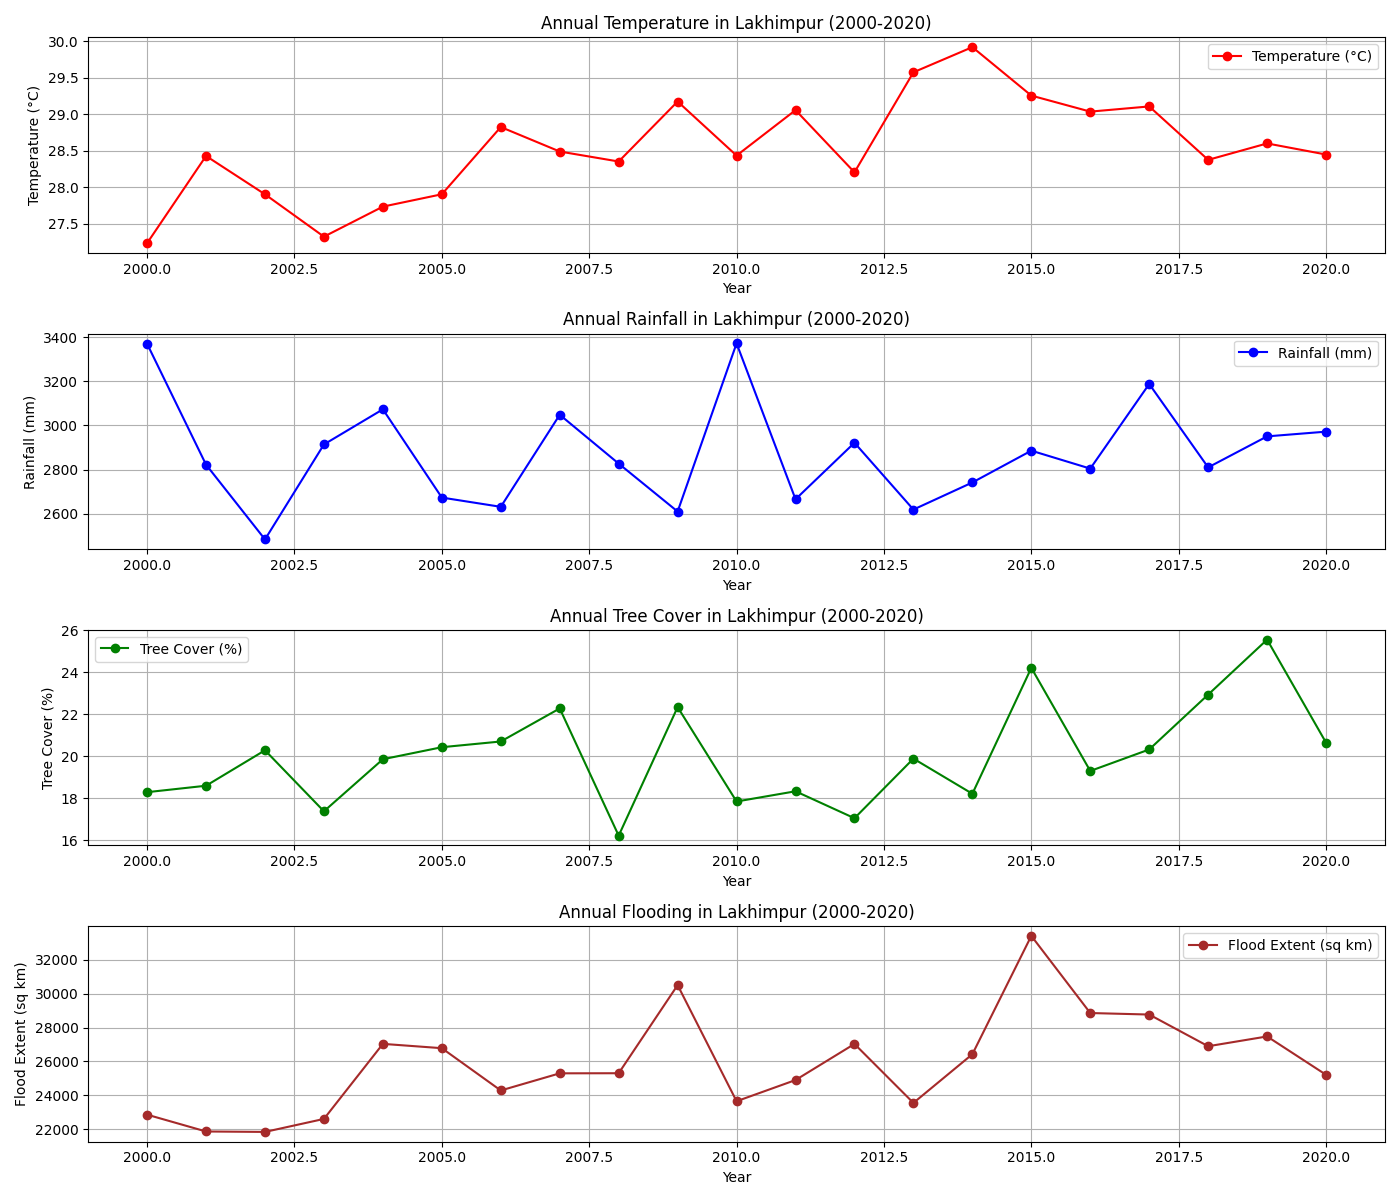 Annual Temperature in Lakhimpur (2000-2020)
30.0
29.5
29.0
28.5
28.0
27.5
Temperature (°C)
Temperature (°C)
2000.0 2002.5 2005.0 2007.5 2010.0 2012.5 2015.0 2017.5 2020.0
Year
Annual Rainfall in Lakhimpur (2000-2020)
3400
3200
3000
2800
2600
Rainfall (mm)
Rainfall (mm)
2000.0 2002.5 2005.0 2007.5 2010.0 2012.5 2015.0 2017.5 2020.0
Year
Annual Tree Cover in Lakhimpur (2000-2020)
26
24
22
20
18
16
Tree Cover (%)
Tree Cover (%)
2000.0 2002.5 2005.0 2007.5 2010.0 2012.5 2015.0 2017.5 2020.0
Year
Annual Flooding in Lakhimpur (2000-2020)
32000
30000
28000
26000
24000
22000
Flood Extent (sq km)
Flood Extent (sq km)
2000.0 2002.5 2005.0 2007.5 2010.0 2012.5 2015.0 2017.5 2020.0
Year